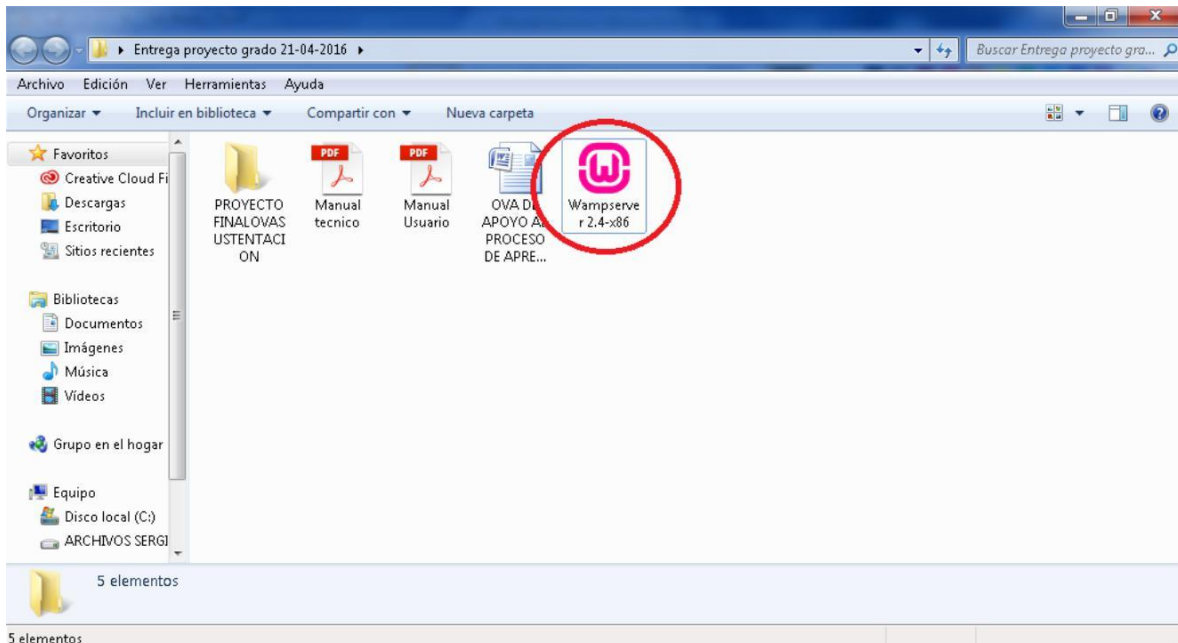 Entrega proyecto grado 21-04-2016
Buscar Entrega proyecto gra...
Archivo Edición Ver Herramientas Ayuda
Organizar Incluir en biblioteca Compartir con Nueva carpeta
Favoritos
Creative Cloud Fi
Descargas
Escritorio
Sitios recientes
Bibliotecas
Documentos
Imágenes
Música
Vídeos
Grupo en el hogar
Equipo
Disco local (C:)
ARCHIVOS SERGI
PROYECTO
FINALOVAS
USTENTACI
ON
PDF
Manual
tecnico
PDF
Manual
Usuario
OVA DE
APOYO AL
PROCESO
DE APRE...
Wampserve
r 2.4-x86
5 elementos
5 elementos